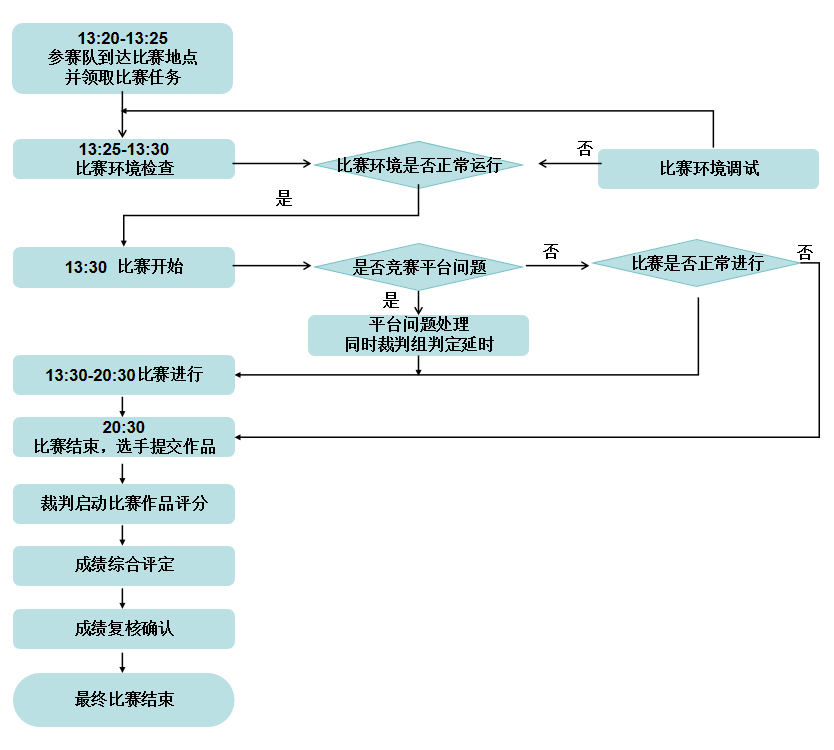 13:20-13:25
参赛队到达比赛地点
并领取比赛任务
13:25-13:30
比赛环境检查
比赛环境是否正常运行
否
比赛环境调试
是
13:30 比赛开始
是否竞赛平台问题
否
比赛是否正常进行
否
是
平台问题处理
同时裁判组判定延时
13:30-20:30比赛进行
20:30
比赛结束，选手提交作品
裁判启动比赛作品评分
成绩综合评定
成绩复核确认
最终比赛结束